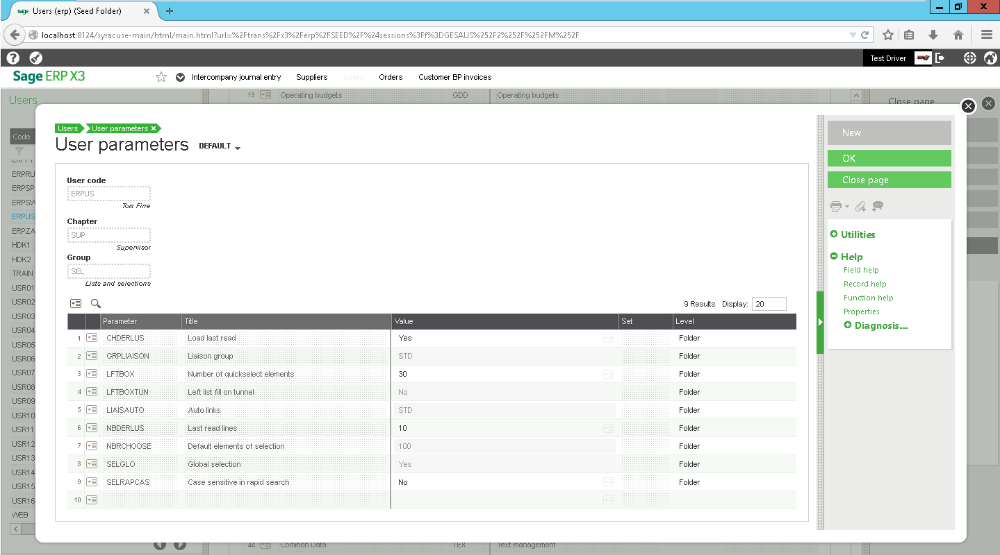 sage Users (erp) (Seed Folder)
localhost:8124/syracuse-main/html/main.html?url=%2Ftrans%2Fx3%2Ferp%2FSEED%2F%24sessions%3Ff%3DGESAUS%252F2%252F%252FM%252F
Test Driver
Sage ERP X3 Intercompany journal entry Suppliers Users Orders Customer BP invoices
Users
19 Operating budgets GDD Operating budgets
Close page
Code
ERPRU
ERPSP
ERPSV
ERPUS
ERPZA
HDK1
HDK2
TRAIN
USR01
USR02
USR03
USR04
USR05
USR06
USR07
USR08
USR09
USR10
USR11
USR12
USR13
USR14
USR15
USR16
WEB
Users User parameters
User parameters DEFAULT
User code
ERPUS
Tom Fine
Chapter
SUP
Supervisor
Group
SEL
Lists and selections
9 Results Display: 20
Parameter Title Value Set Level
1 CHDERLUS Load last read Yes Folder
2 GRPLIAISON Liaison group STD Folder
3 LFTBOX Number of quickselect elements 30 Folder
4 LFTBOXTUN Left list fill on tunnel No Folder
5 LIAISAUTO Auto links STD Folder
6 NBDERLUS Last read lines 10 Folder
7 NBRCHOOSE Default elements of selection 100 Folder
8 SELGLO Global selection Yes Folder
9 SELRAPCAS Case sensitive in rapid search No Folder
10
New
OK
Close page
Utilities
Help
Field help
Record help
Function help
Properties
Diagnosis...
44 Common Data TEX Text management